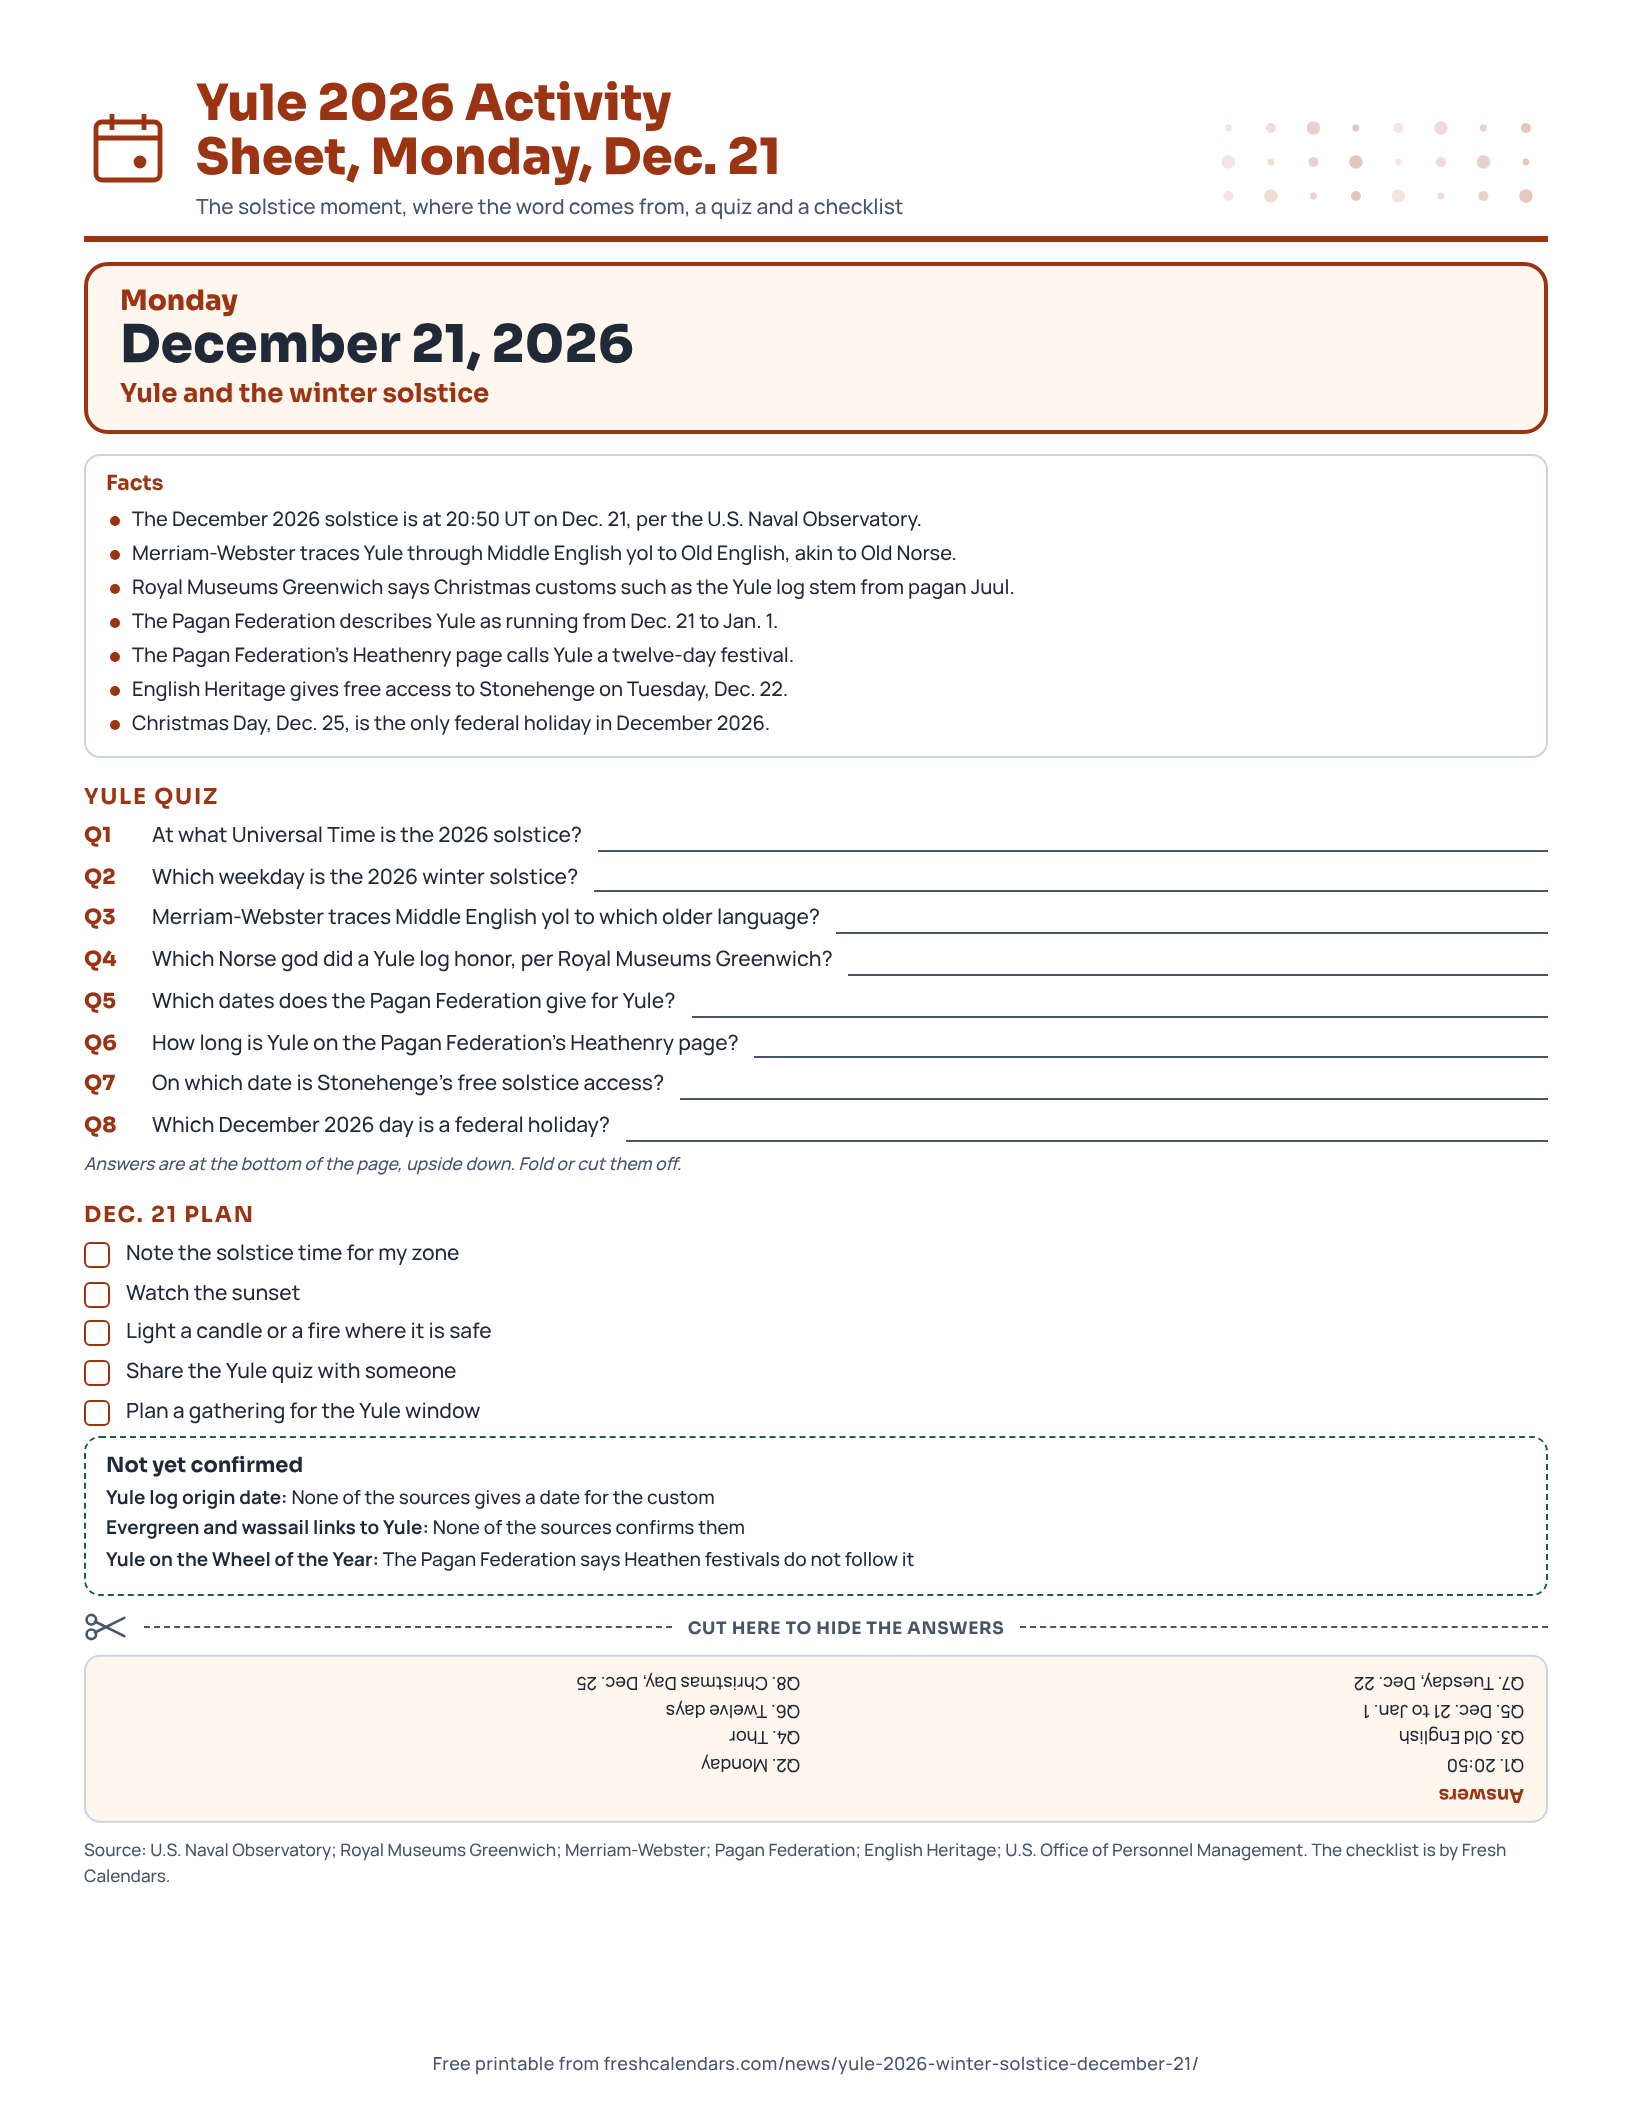 Yule 2026 Activity
Sheet, Monday, Dec. 21
The solstice moment, where the word comes from, a quiz and a checklist
Monday
December 21, 2026
Yule and the winter solstice
Facts
The December 2026 solstice is at 20:50 UT on Dec. 21, per the U.S. Naval Observatory.
Merriam-Webster traces Yule through Middle English yol to Old English, akin to Old Norse.
Royal Museums Greenwich says Christmas customs such as the Yule log stem from pagan Juul.
The Pagan Federation describes Yule as running from Dec. 21 to Jan. 1.
The Pagan Federation's Heathenry page calls Yule a twelve-day festival.
English Heritage gives free access to Stonehenge on Tuesday, Dec. 22.
Christmas Day, Dec. 25, is the only federal holiday in December 2026.
YULE QUIZ
Q1 At what Universal Time is the 2026 solstice?
Q2 Which weekday is the 2026 winter solstice?
Q3 Merriam-Webster traces Middle English yol to which older language?
Q4 Which Norse god did a Yule log honor, per Royal Museums Greenwich?
Q5 Which dates does the Pagan Federation give for Yule?
Q6 How long is Yule on the Pagan Federation's Heathenry page?
Q7 On which date is Stonehenge's free solstice access?
Q8 Which December 2026 day is a federal holiday?
Answers are at the bottom of the page, upside down. Fold or cut them off.
DEC. 21 PLAN
Note the solstice time for my zone
Watch the sunset
Light a candle or a fire where it is safe
Share the Yule quiz with someone
Plan a gathering for the Yule window
Not yet confirmed
Yule log origin date: None of the sources gives a date for the custom
Evergreen and wassail links to Yule: None of the sources confirms them
Yule on the Wheel of the Year: The Pagan Federation says Heathen festivals do not follow it
CUT HERE TO HIDE THE ANSWERS
Answers
Q1. 20:50 Q2. Monday
Q3. Old English Q4. Thor
Q5. Dec. 21 to Jan. 1 Q6. Twelve days
Q7. Tuesday, Dec. 22 Q8. Christmas Day, Dec. 25
Source: U.S. Naval Observatory; Royal Museums Greenwich; Merriam-Webster; Pagan Federation; English Heritage; U.S. Office of Personnel Management. The checklist is by Fresh
Calendars.
Free printable from freshcalendars.com/news/yule-2026-winter-solstice-december-21/